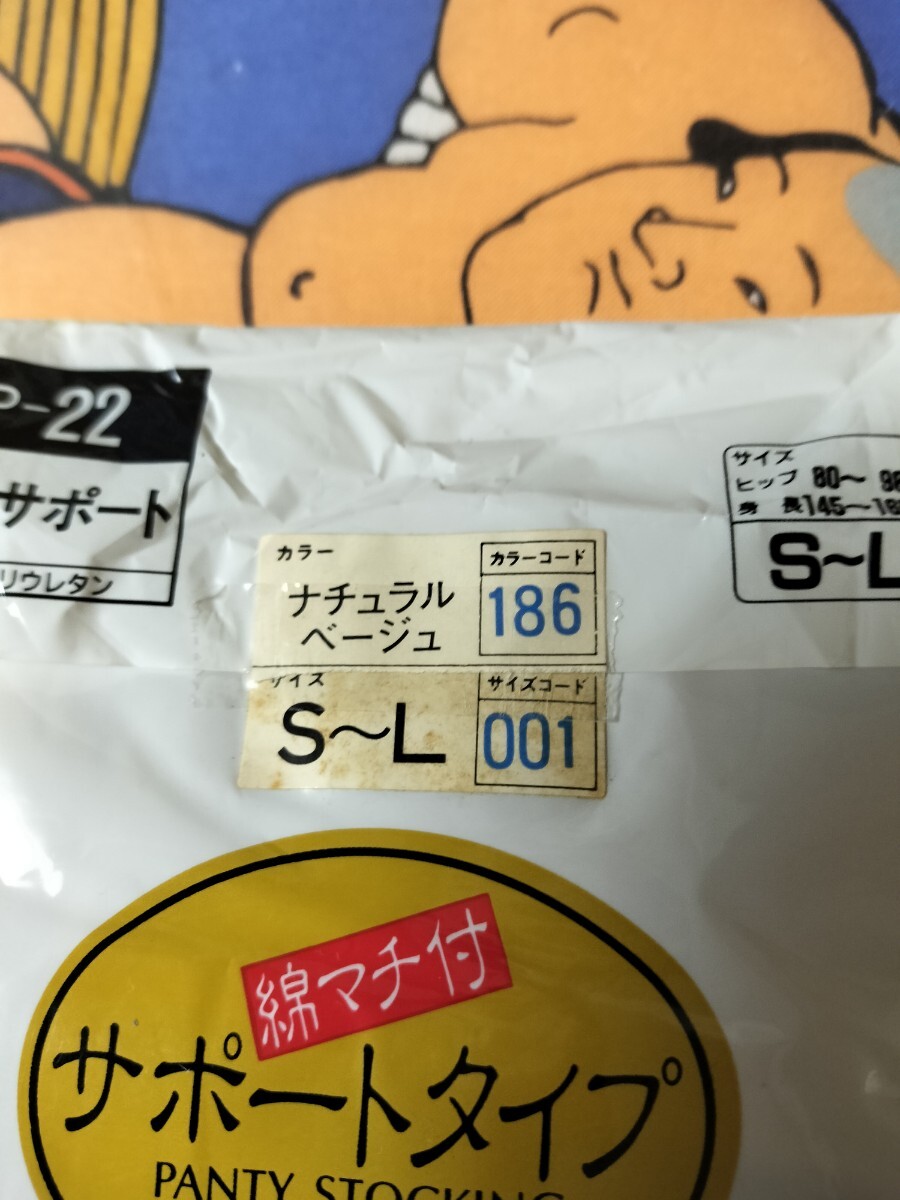 P-22
サポート
リウレタン
サイズ
ヒップ 80～ 98
身 長 145～16
S～L
カラー
ナチュラル
ベージュ
カラーコード
186
サイズ
S～L
サイズコード
001
綿マチ付
サポートタイプ
PANTY STOCKING